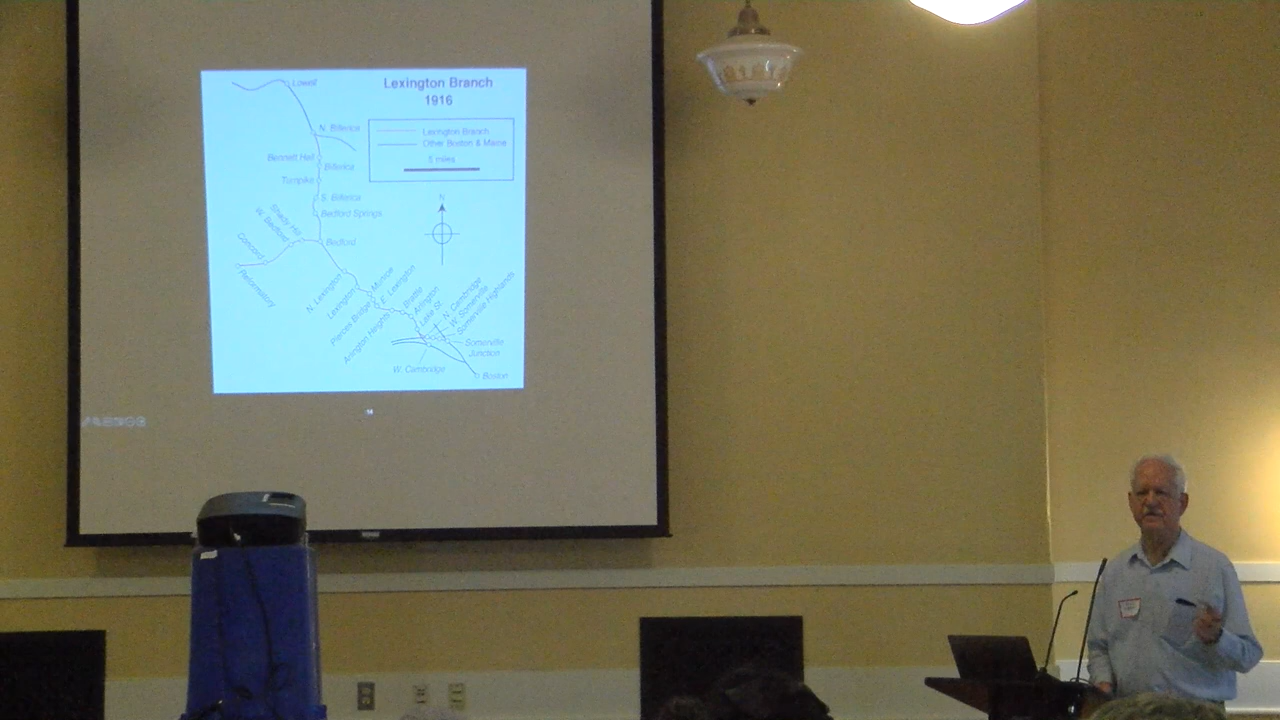 Lexington Branch
1916
Lexington Branch
Other Boston & Maine
5 miles
N
Lowell
N. Billerica
Bennett Hall
Billerica
Turnpike
S. Billerica
Bedford Springs
Shady Hill
W. Bedford
Bedford
Concord
Reformatory
N. Lexington
Lexington
Munroe
Pierces Bridge
E. Lexington
Arlington Heights
Brattle
Arlington
Lake St.
N. Cambridge
W. Somerville
Somerville Highlands
Somerville
Junction
W. Cambridge
Boston